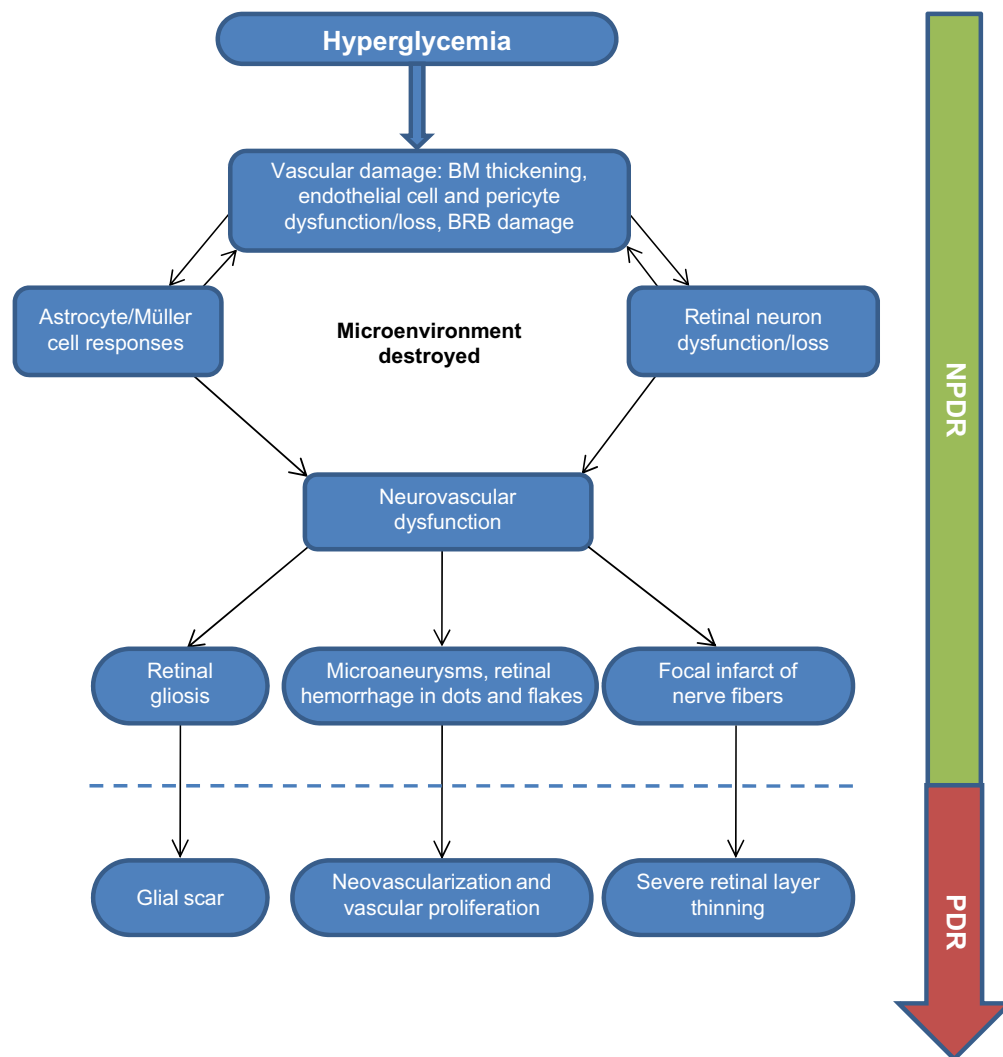 Hyperglycemia
Vascular damage: BM thickening,
endothelial cell and pericyte
dysfunction/loss, BRB damage
Astrocyte/Müller
cell responses
Microenvironment
destroyed
Retinal neuron
dysfunction/loss
Neurovascular
dysfunction
Retinal
gliosis
Microaneurysms, retinal
hemorrhage in dots and flakes
Focal infarct of
nerve fibers
Glial scar
Neovascularization and
vascular proliferation
Severe retinal layer
thinning
NPDR
PDR